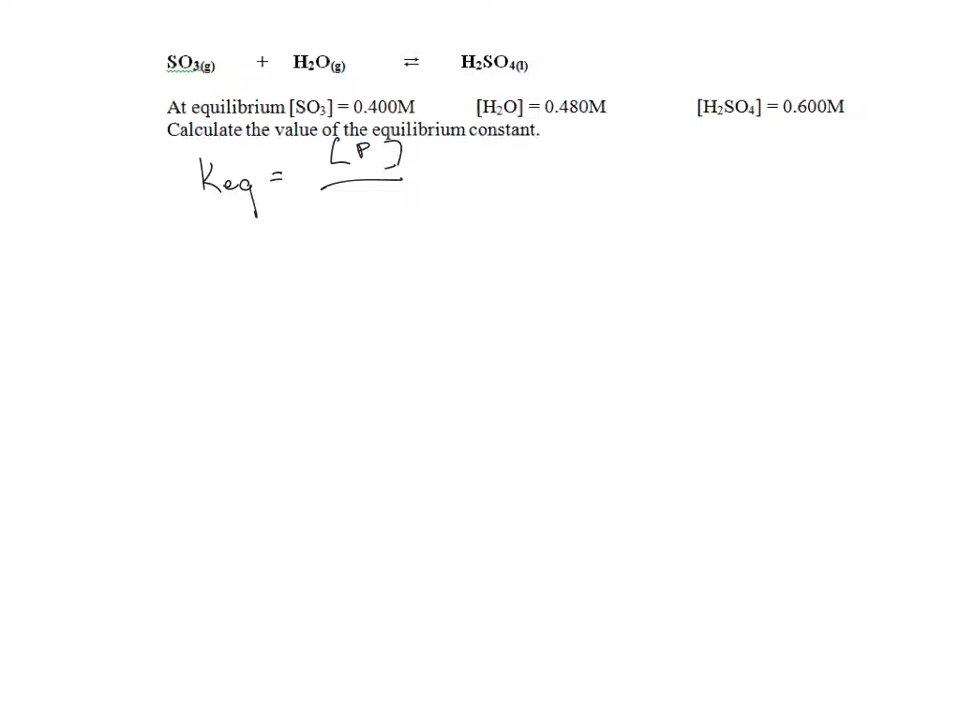 SO3(g) + H2O(g) ⇄ H2SO4(l)
At equilibrium [SO3] = 0.400M [H2O] = 0.480M [H2SO4] = 0.600M
Calculate the value of the equilibrium constant.
[P]
Keq =